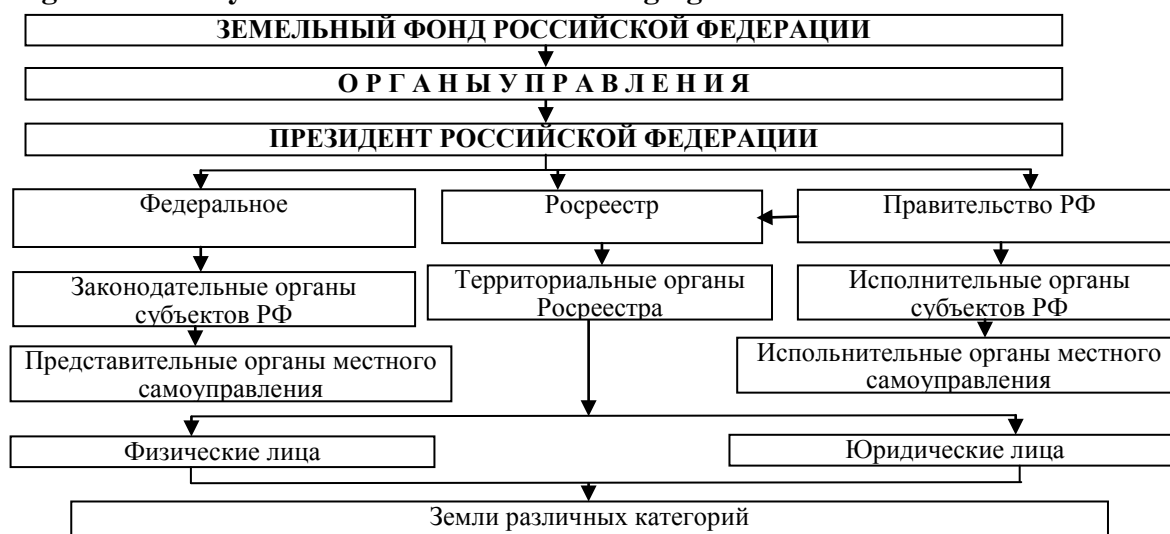 ЗЕМЕЛЬНЫЙ ФОНД РОССИЙСКОЙ ФЕДЕРАЦИИ
О Р Г А Н Ы У П Р А В Л Е Н И Я
ПРЕЗИДЕНТ РОССИЙСКОЙ ФЕДЕРАЦИИ
Федеральное
Росреестр
Правительство РФ
Законодательные органы
субъектов РФ
Территориальные органы
Росреестра
Исполнительные органы
субъектов РФ
Представительные органы местного
самоуправления
Испольнительные органы местного
самоуправления
Физические лица
Юридические лица
Земли различных категорий